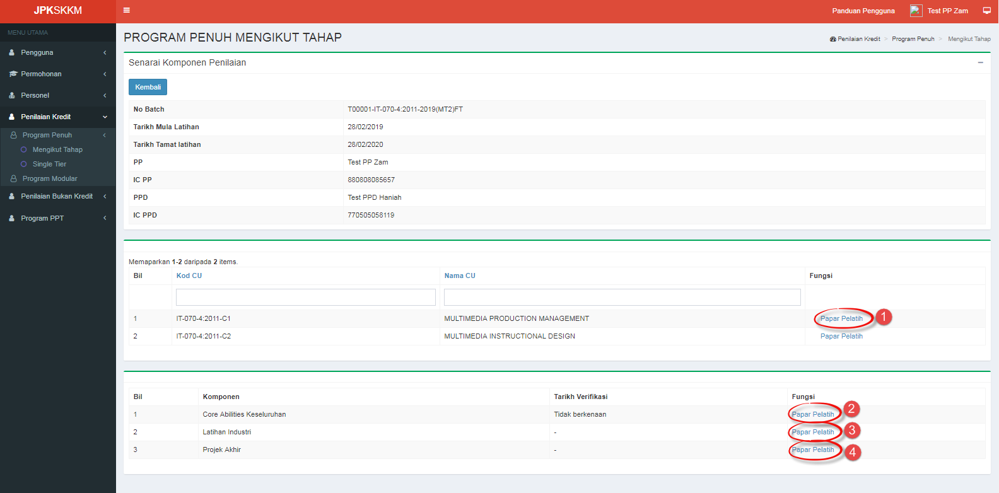 JPKSKKM
Panduan Pengguna
Test PP Zam
MENU UTAMA
Pengguna
Permohonan
Personel
Penilaian Kredit
Program Penuh
Mengikut Tahap
Single Tier
Program Modular
Penilaian Bukan Kredit
Program PPT
PROGRAM PENUH MENGIKUT TAHAP
Penilaian Kredit > Program Penuh > Mengikut Tahap
Senarai Komponen Penilaian
Kembali
No Batch T00001-IT-070-4:2011-2019(MT2)FT
Tarikh Mula Latihan 28/02/2019
Tarikh Tamat latihan 28/02/2020
PP Test PP Zam
IC PP 880808085657
PPD Test PPD Haniah
IC PPD 770505058119
Memaparkan 1-2 daripada 2 items.
Bil Kod CU Nama CU Fungsi
1 IT-070-4:2011-C1 MULTIMEDIA PRODUCTION MANAGEMENT Papar Pelatih 1
2 IT-070-4:2011-C2 MULTIMEDIA INSTRUCTIONAL DESIGN Papar Pelatih
Bil Komponen Tarikh Verifikasi Fungsi
1 Core Abilities Keseluruhan Tidak berkenaan Papar Pelatih 2
2 Latihan Industri - Papar Pelatih 3
3 Projek Akhir - Papar Pelatih 4